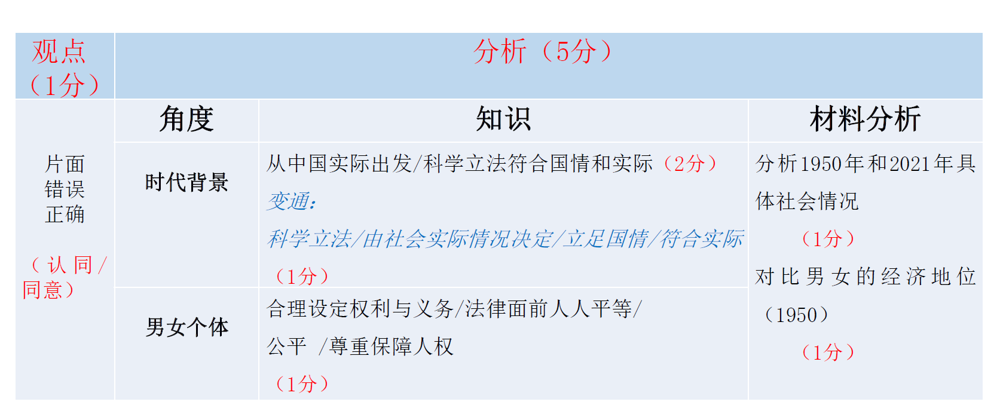 观点
（1分）
分析（5分）
角度
知识
材料分析
片面
错误
正确
（认同/
同意）
时代背景
从中国实际出发/科学立法符合国情和实际（2分）
变通：
科学立法/由社会实际情况决定/立足国情/符合实际
（1分）
分析1950年和2021年具
体社会情况
（1分）
对比男女的经济地位
（1950）
（1分）
男女个体
合理设定权利与义务/法律面前人人平等/
公平 /尊重保障人权
（1分）